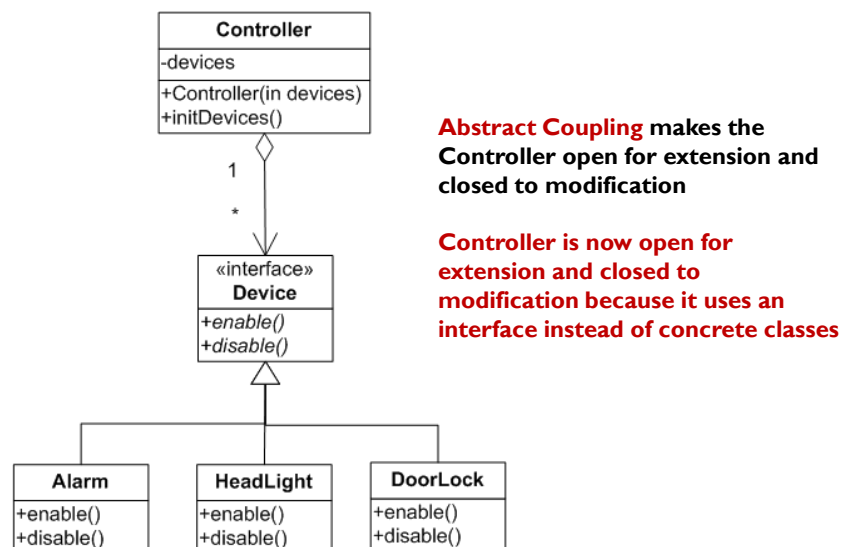 Controller
-devices
+Controller(in devices)
+initDevices()
Abstract Coupling makes the
Controller open for extension and
closed to modification
1
*
Controller is now open for
extension and closed to
modification because it uses an
interface instead of concrete classes
«interface»
Device
+enable()
+disable()
Alarm
+enable()
+disable()
HeadLight
+enable()
+disable()
DoorLock
+enable()
+disable()